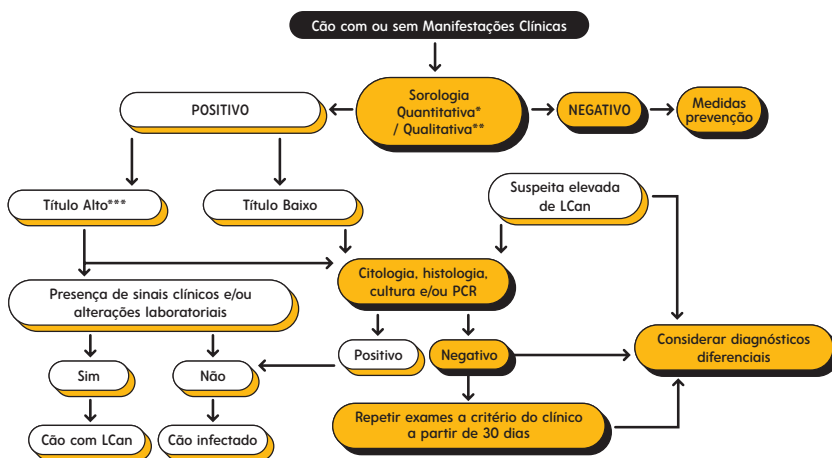 Cão com ou sem Manifestações Clínicas
POSITIVO
Sorologia
Quantitativa*
/ Qualitativa**
NEGATIVO
Medidas
prevenção
Título Alto***
Título Baixo
Suspeita elevada
de LCan
Citologia, histologia,
cultura e/ou PCR
Presença de sinais clínicos e/ou
alterações laboratoriais
Considerar diagnósticos
diferenciais
Sim
Não
Positivo
Negativo
Cão com LCan
Cão infectado
Repetir exames a critério do clínico
a partir de 30 dias